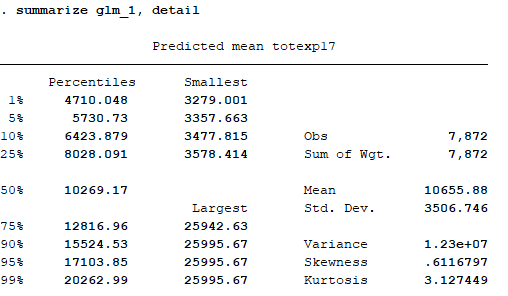 . summarize glm_1, detail
Predicted mean totexp17
Percentiles Smallest
1% 4710.048 3279.001
5% 5730.73 3357.663
10% 6423.879 3477.815 Obs 7,872
25% 8028.091 3578.414 Sum of Wgt. 7,872
50% 10269.17 Mean 10655.88
Largest Std. Dev. 3506.746
75% 12816.96 25942.63
90% 15524.53 25995.67 Variance 1.23e+07
95% 17103.85 25995.67 Skewness .6116797
99% 20262.99 25995.67 Kurtosis 3.127449